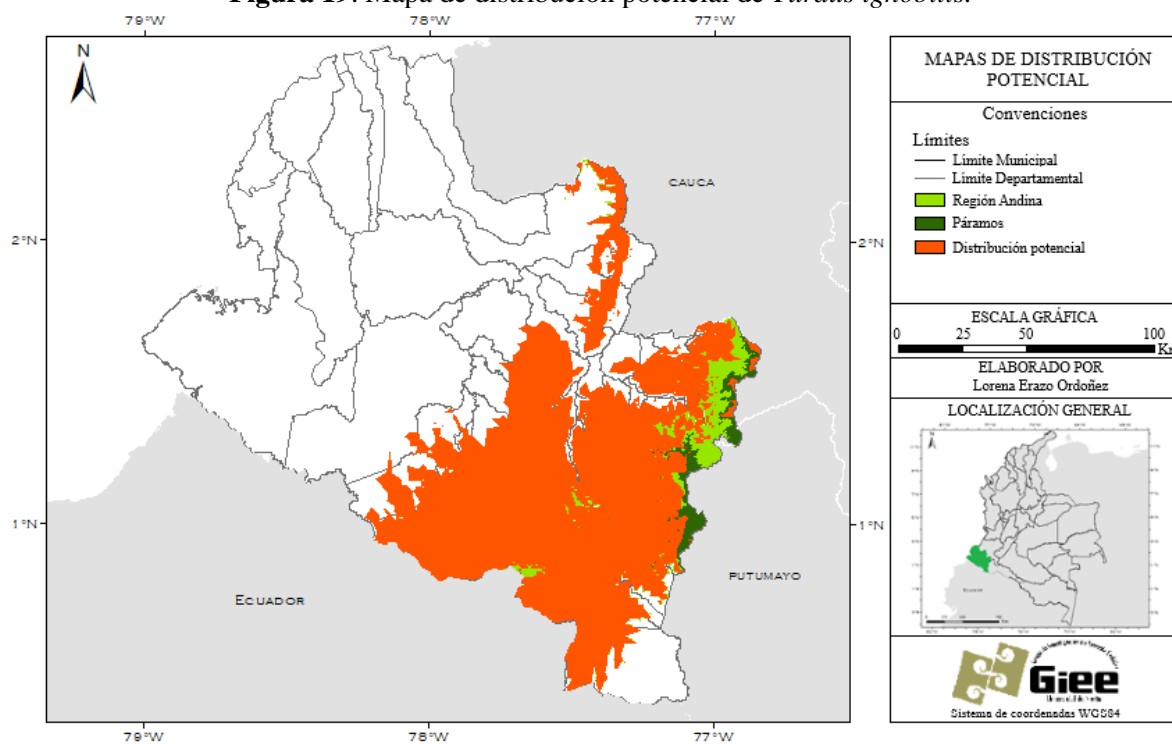 Figura 19. Mapa de distribución potencial de Turdus ignobilis.
79°W 78°W 77°W
N
CAUCA
2°N 2°N
1°N 1°N
PUTUMAYO
ECUADOR
79°W 78°W 77°W
MAPAS DE DISTRIBUCIÓN
POTENCIAL
Convenciones
Límites
Límite Municipal
Límite Departamental
Región Andina
Páramos
Distribución potencial
ESCALA GRÁFICA
0 25 50 100
Km
ELABORADO POR
Lorena Erazo Ordoñez
LOCALIZACIÓN GENERAL
N
Giee
Sistema de coordenadas WGS84